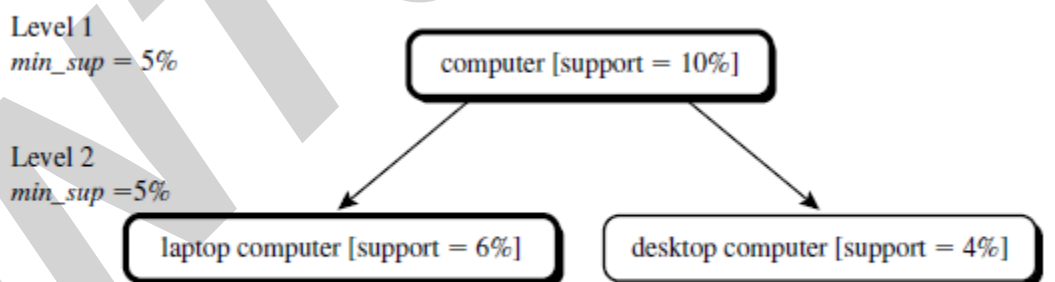 Level 1
min_sup = 5%
computer [support = 10%]
Level 2
min_sup =5%
laptop computer [support = 6%]
desktop computer [support = 4%]